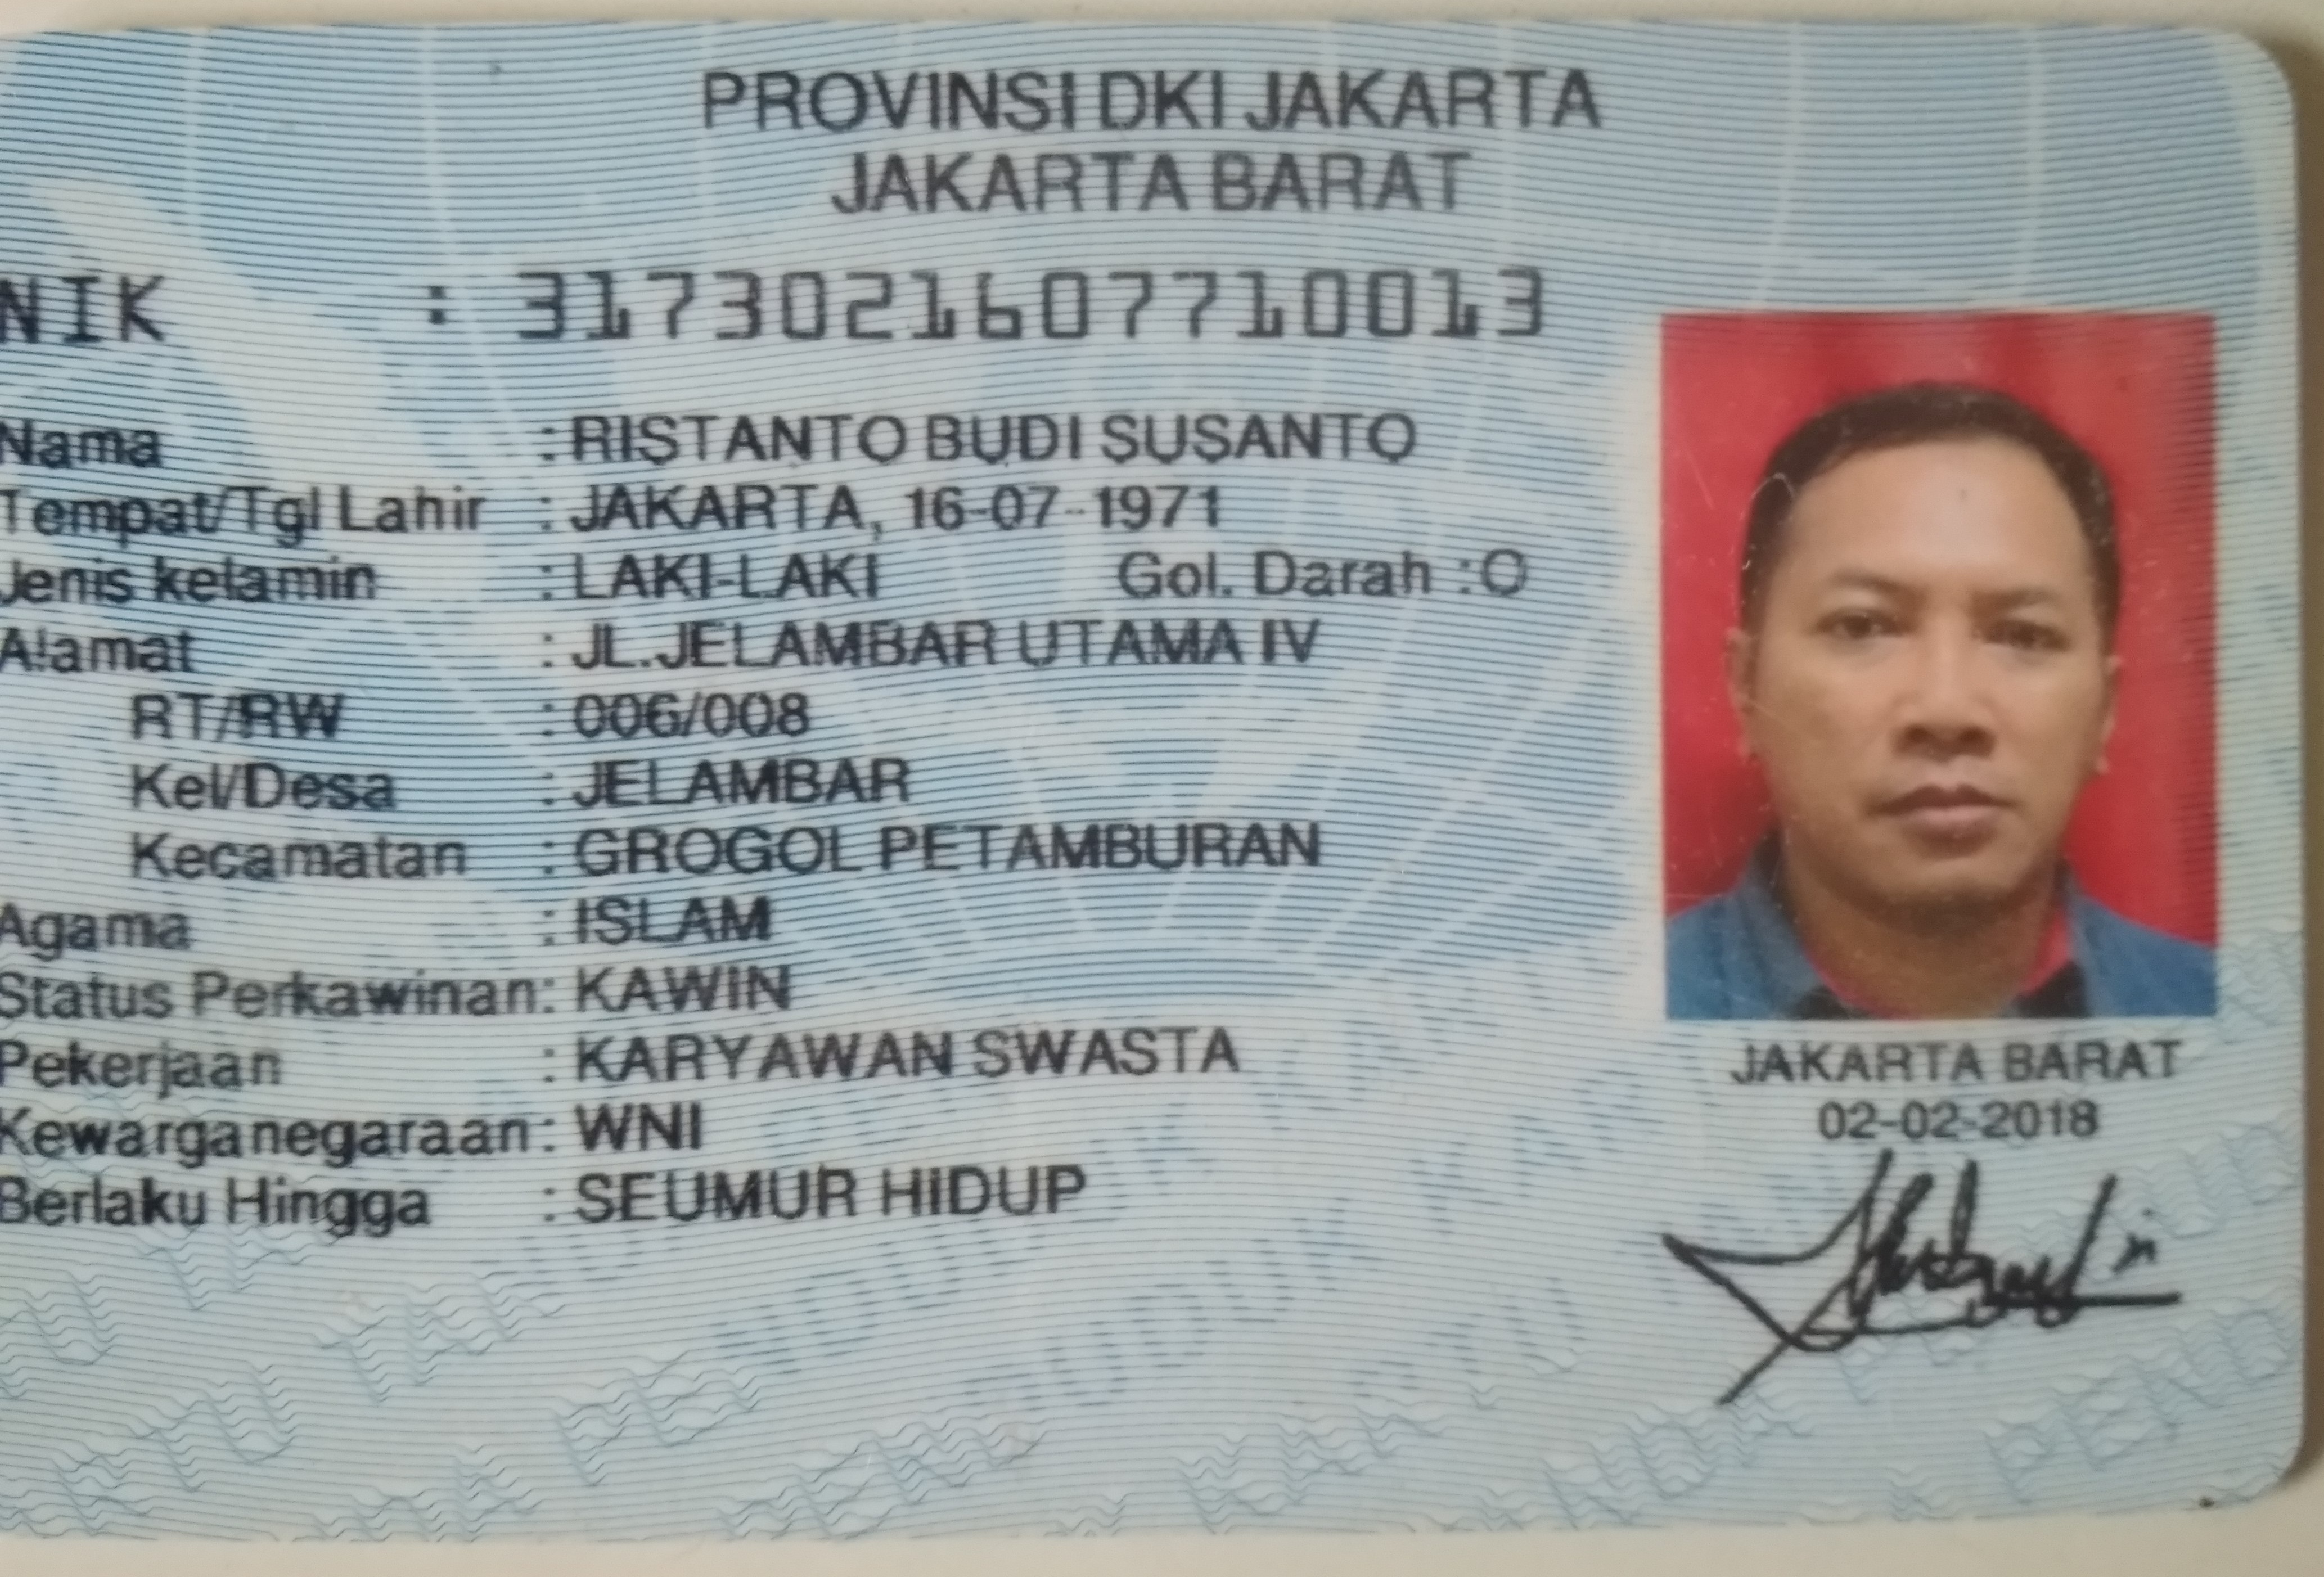 PROVINSI DKI JAKARTA
JAKARTA BARAT
NIK : 3173021607710013
Nama : RISTANTO BUDI SUSANTO
Tempat/Tgl Lahir : JAKARTA, 16-07-1971
Jenis kelamin : LAKI-LAKI Gol. Darah : O
Alamat : JL.JELAMBAR UTAMA IV
RT/RW : 006/008
Kel/Desa : JELAMBAR
Kecamatan : GROGOL PETAMBURAN
Agama : ISLAM
Status Perkawinan: KAWIN
Pekerjaan : KARYAWAN SWASTA
Kewarganegaraan: WNI
Berlaku Hingga : SEUMUR HIDUP
JAKARTA BARAT
02-02-2018